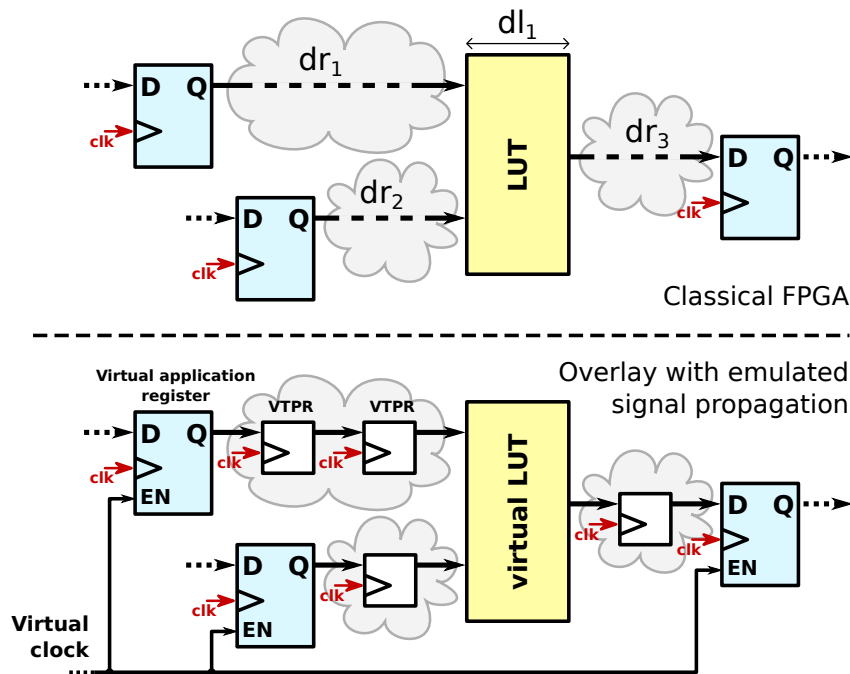 dl1
dr1
D Q
clk
LUT
dr3
D Q
clk
dr2
D Q
clk
Classical FPGA
Virtual application
register
Overlay with emulated
signal propagation
VTPR VTPR
D Q
clk clk clk
EN
virtual LUT
D Q
clk clk
EN
clk
D Q
clk
EN
Virtual
clock